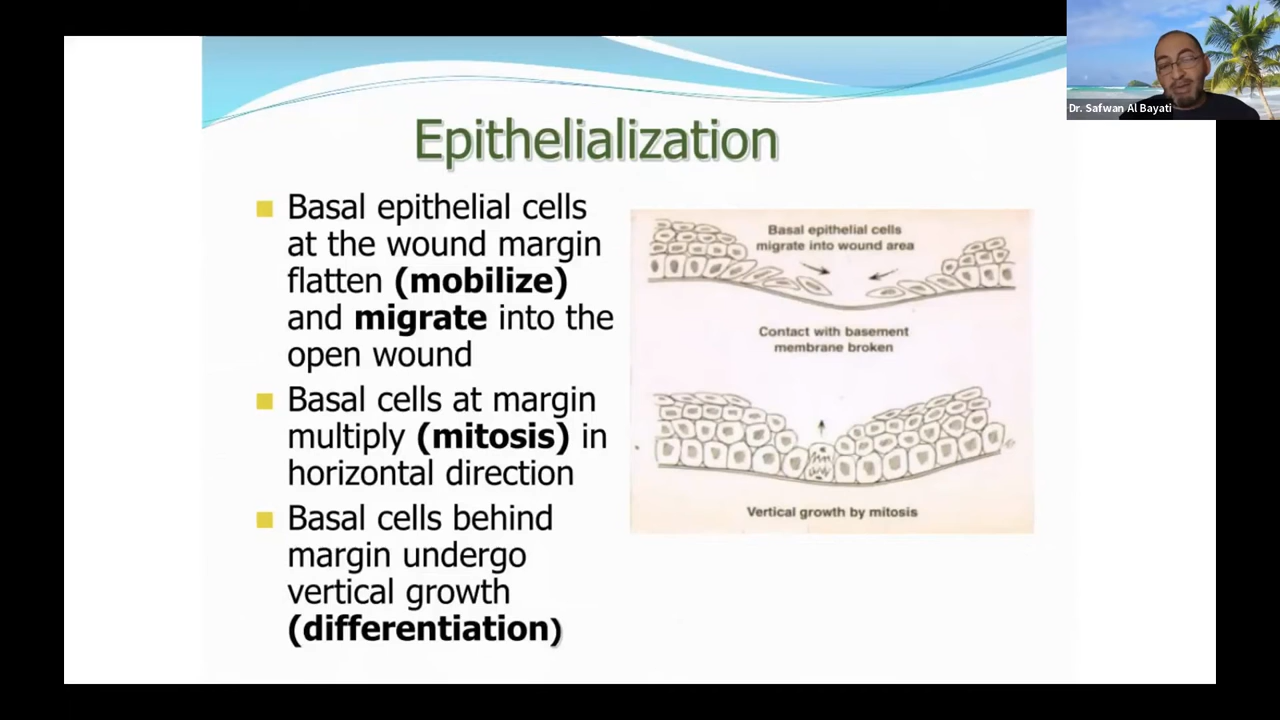 Dr. Safwan Al Bayati
Epithelialization
Basal epithelial cells
at the wound margin
flatten (mobilize)
and migrate into the
open wound
Basal cells at margin
multiply (mitosis) in
horizontal direction
Basal cells behind
margin undergo
vertical growth
(differentiation)
Basal epithelial cells
migrate into wound area
Contact with basement
membrane broken
Vertical growth by mitosis